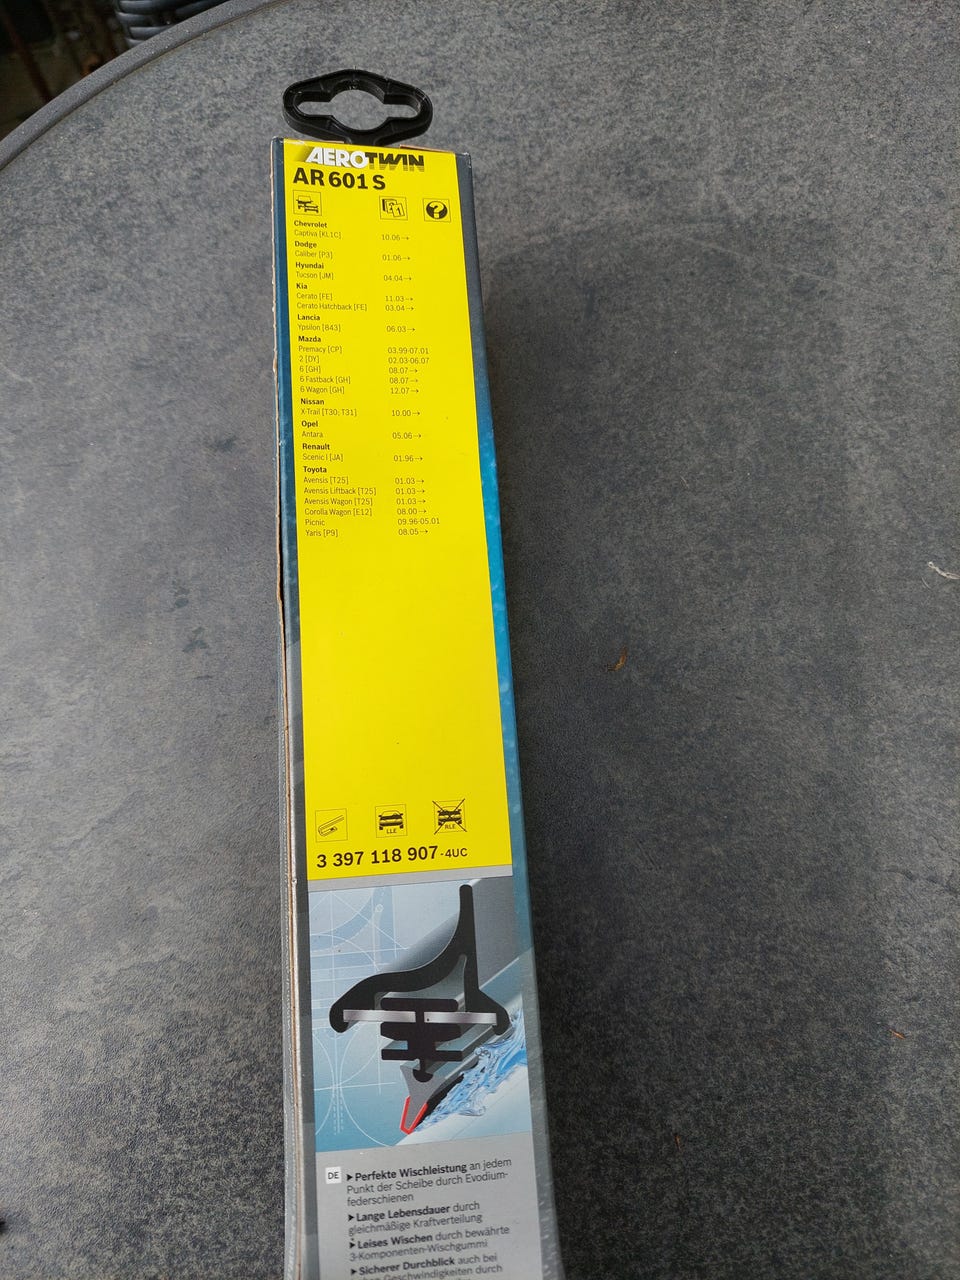 AEROTWIN
AR 601 S
Chevrolet
Captiva [KL1C] 10.06→
Dodge
Caliber [P3] 01.06→
Hyundai
Tucson [JM] 04.04→
Kia
Cerato [FE] 11.03→
Cerato Hatchback [FE] 03.04→
Lancia
Ypsilon [843] 06.03→
Mazda
Premacy [CP] 03.99-07.01
2 [DY] 02.03-06.07
6 [GH] 08.07→
6 Fastback [GH] 08.07→
6 Wagon [GH] 12.07→
Nissan
X-Trail [T30; T31] 10.00→
Opel
Antara 05.06→
Renault
Scenic I [JA] 01.96→
Toyota
Avensis [T25] 01.03→
Avensis Liftback [T25] 01.03→
Avensis Wagon [T25] 01.03→
Corolla Wagon [E12] 08.00→
Picnic 09.96-05.01
Yaris [P9] 08.05→
LLE RLE
3 397 118 907-4UC
DE ▶Perfekte Wischleistung an jedem
Punkt der Scheibe durch Evodium-
federschienen
▶Lange Lebensdauer durch
gleichmäßige Kraftverteilung
▶Leises Wischen durch bewährte
3-Komponenten-Wischgummi
▶Sicherer Durchblick auch bei
Geschwindigkeiten durch